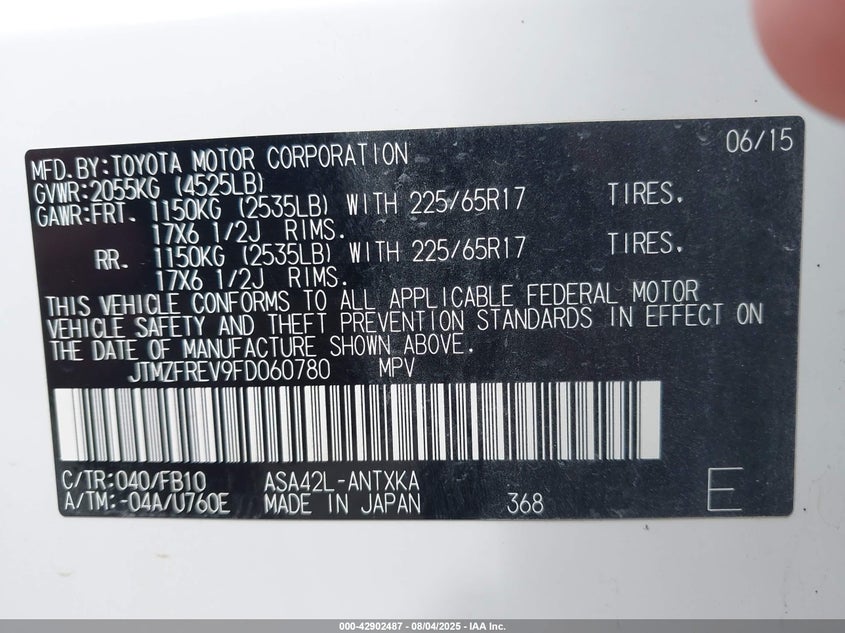 MFD.BY:TOYOTA MOTOR CORPORATION 06/15
GVWR:2055KG (4525LB)
GAWR:FRT. 1150KG (2535LB) WITH 225/65R17 TIRES.
17X6 1/2J RIMS.
RR. 1150KG (2535LB) WITH 225/65R17 TIRES.
17X6 1/2J RIMS.
THIS VEHICLE CONFORMS TO ALL APPLICABLE FEDERAL MOTOR
VEHICLE SAFETY AND THEFT PREVENTION STANDARDS IN EFFECT ON
THE DATE OF MANUFACTURE SHOWN ABOVE.
JTMZFREV9FD060780 MPV
C/TR:040/FB10 ASA42L-ANTXKA
A/TM:-04A/U760E MADE IN JAPAN 368 E
000-42902487 - 08/04/2025 - IAA Inc.